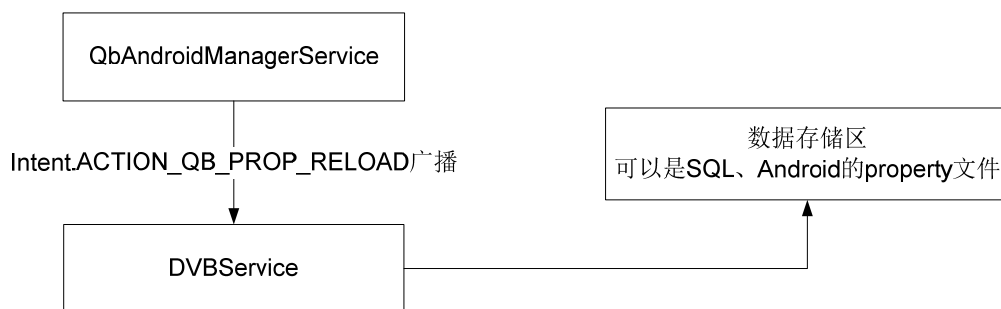 QbAndroidManagerService
Intent.ACTION_QB_PROP_RELOAD广播
数据存储区
可以是SQL、Android的property文件
DVBService